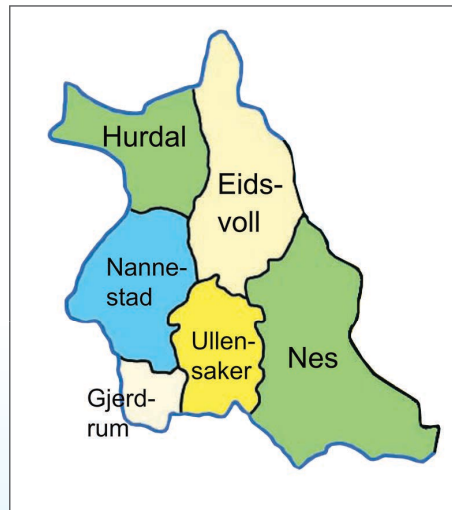 Hurdal
Eids-
voll
Nanne-
stad
Ullen-
saker
Nes
Gjerd-
rum